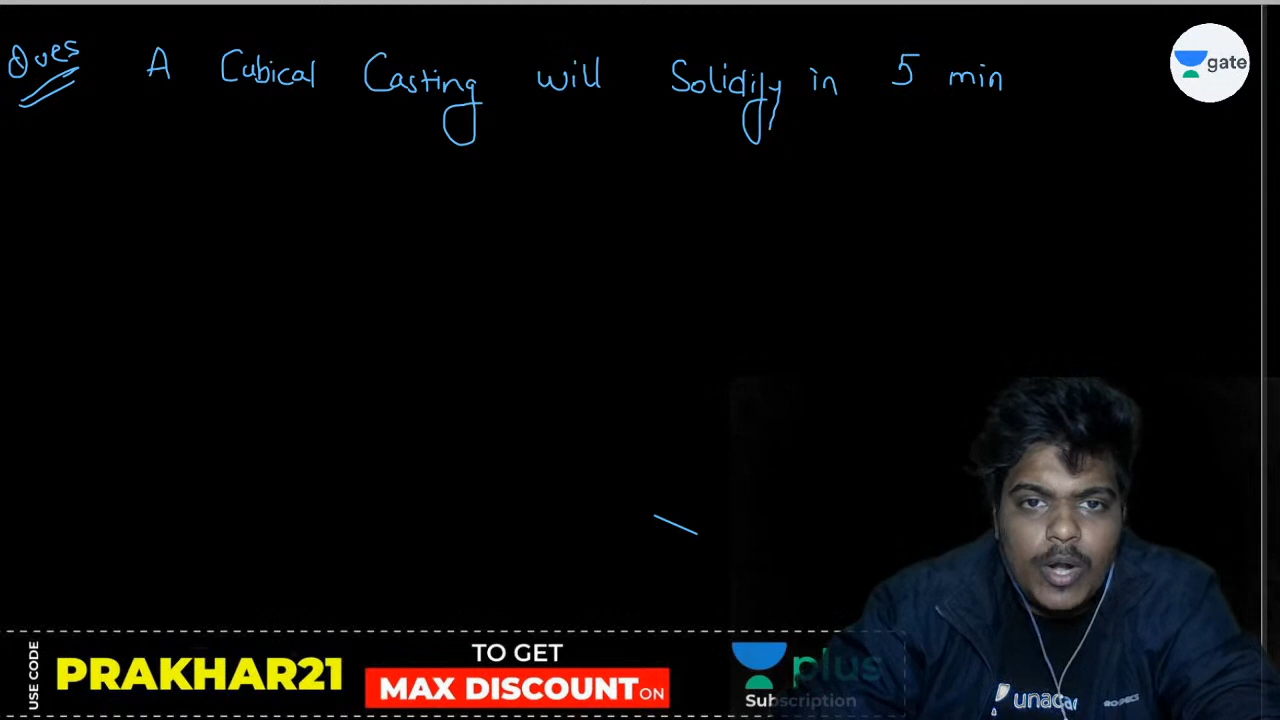 Ques A Cubical Casting will Solidify in 5 min
gate
USE CODE
PRAKHAR21
TO GET
MAX DISCOUNT ON
plus
Subscription
unaca